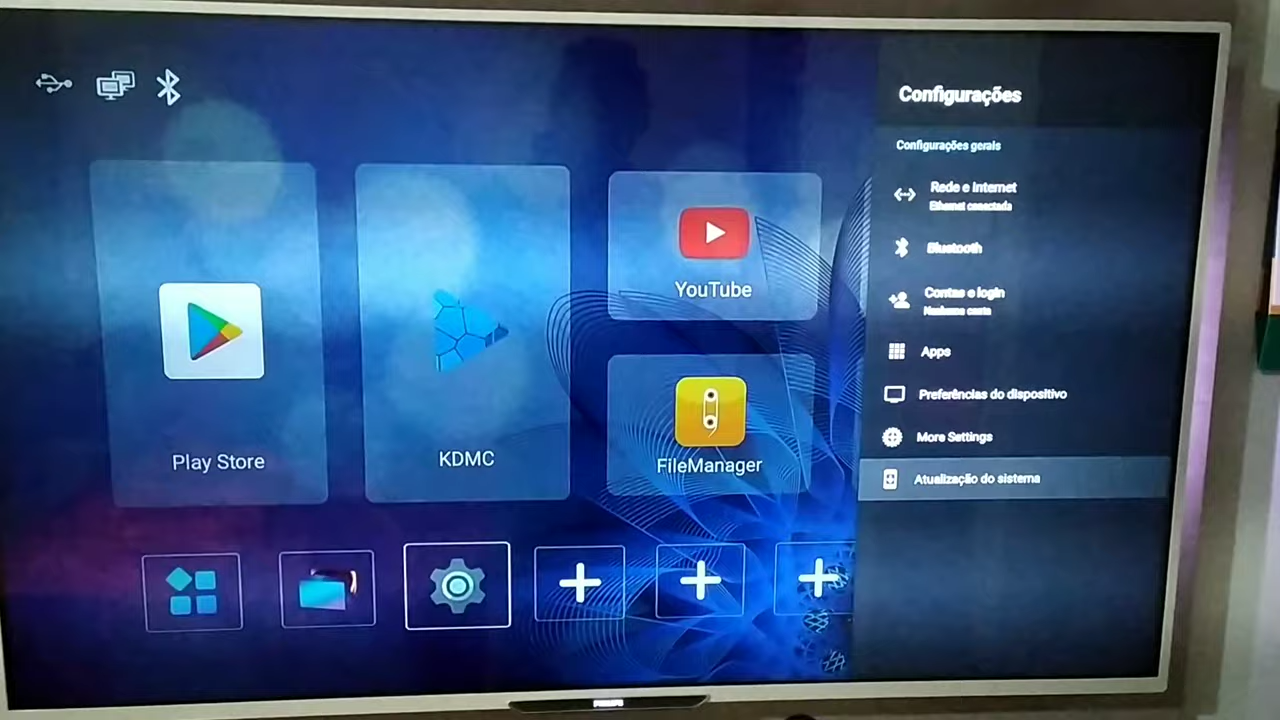 Configurações
Configurações gerais
Rede e Internet
Ethernet conectada
Bluetooth
Contas e login
Nenhuma conta
Apps
Preferências do dispositivo
More Settings
Atualização do sistema
YouTube
Play Store
KDMC
FileManager
PHILIPS